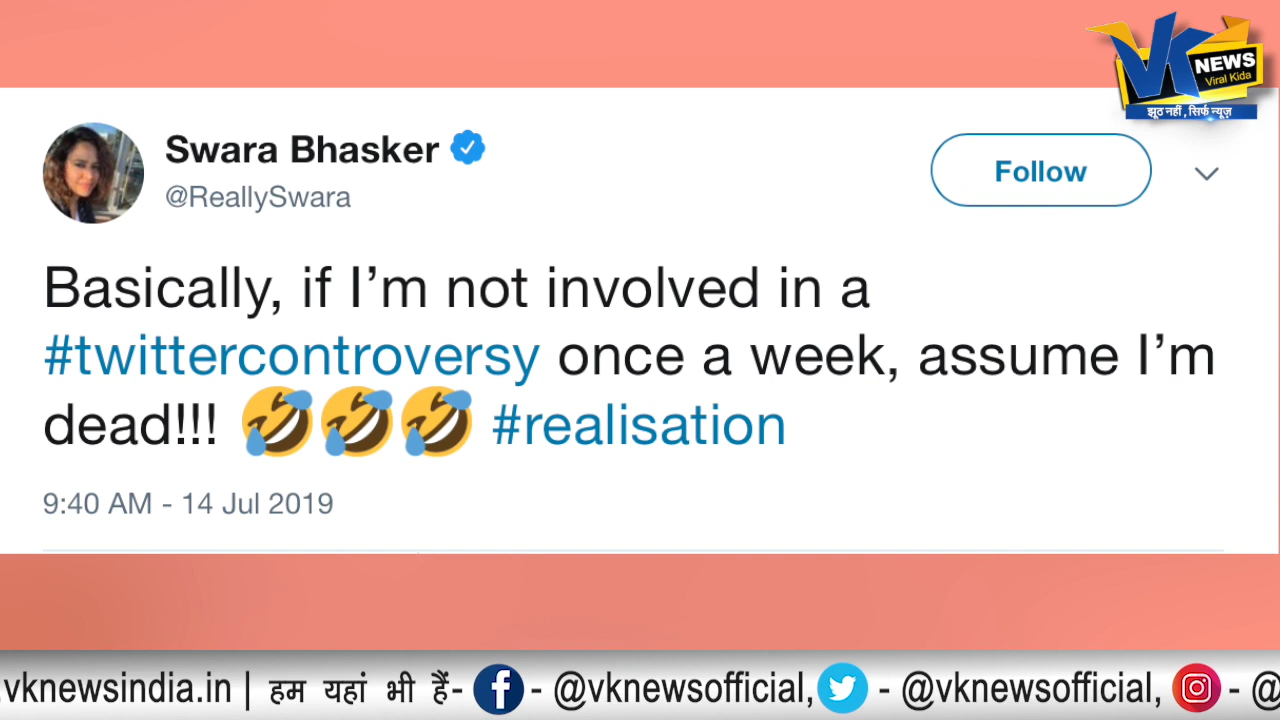 VK NEWS
Viral Kida
झूठ नहीं, सिर्फ न्यूज़
Swara Bhasker
@ReallySwara
Follow
Basically, if I’m not involved in a
#twittercontroversy once a week, assume I’m
dead!!! 🤣🤣🤣 #realisation
9:40 AM - 14 Jul 2019
.vknewsindia.in | हम यहां भी हैं- f - @vknewsofficial, - @vknewsofficial, - @